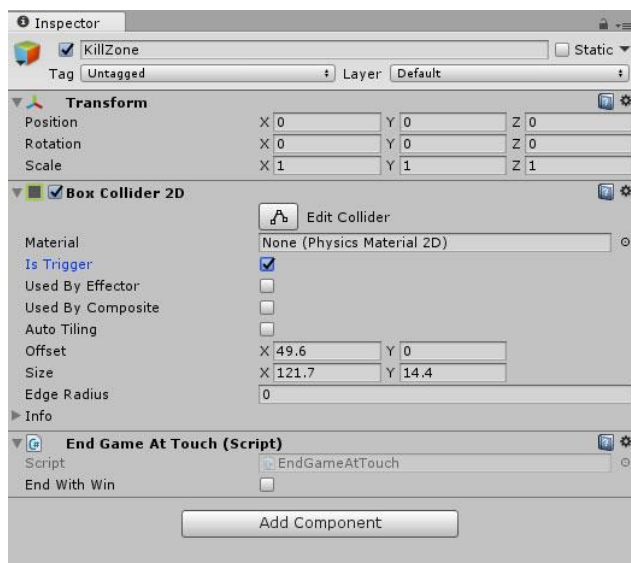 Inspector
KillZone Static
Tag Untagged Layer Default
Transform
Position X 0 Y 0 Z 0
Rotation X 0 Y 0 Z 0
Scale X 1 Y 1 Z 1
Box Collider 2D
Edit Collider
Material None (Physics Material 2D)
Is Trigger
Used By Effector
Used By Composite
Auto Tiling
Offset X 49.6 Y 0
Size X 121.7 Y 14.4
Edge Radius 0
Info
End Game At Touch (Script)
Script EndGameAtTouch
End With Win
Add Component